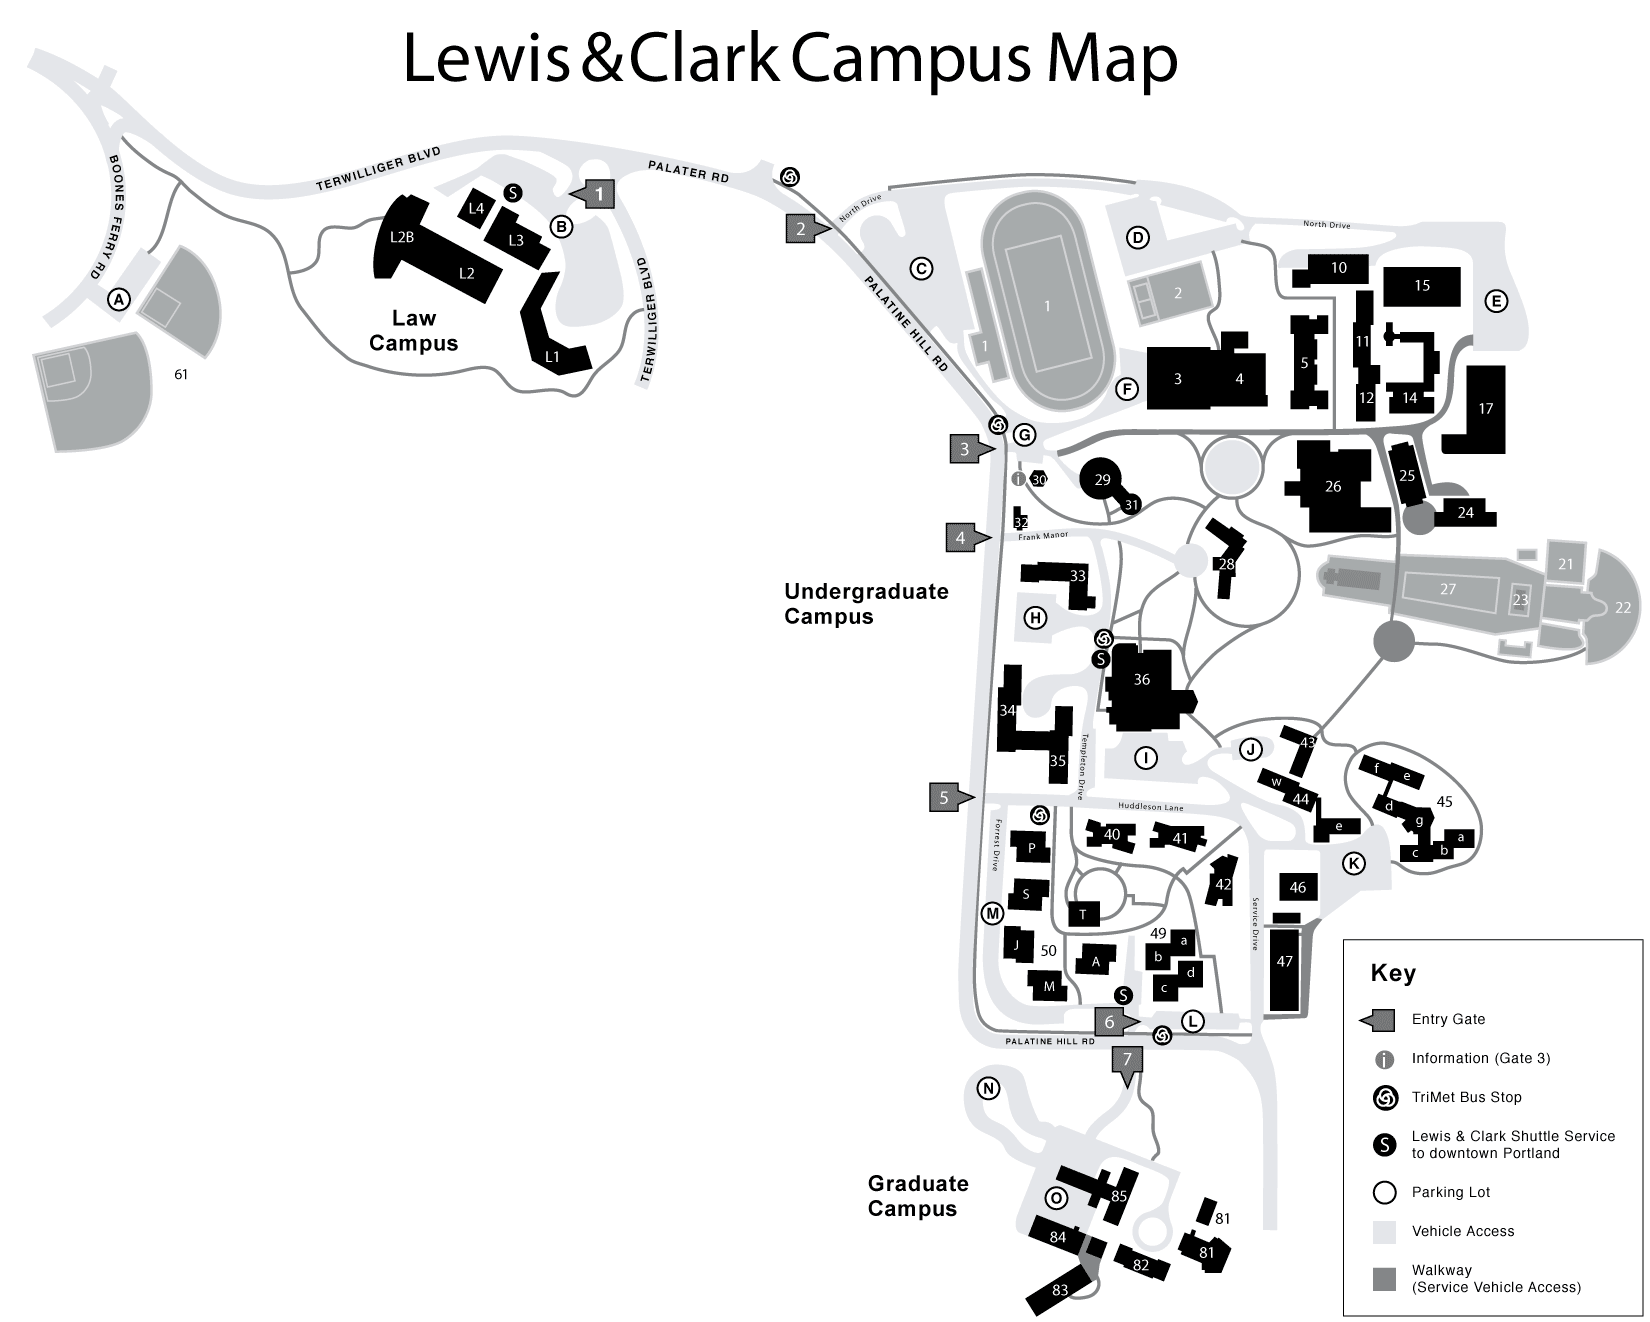 Lewis & Clark Campus Map
BOONES FERRY RD
TERWILLIGER BLVD
PALATER RD
TERWILLIGER BLVD
North Drive
North Drive
PALATINE HILL RD
1
2
3
4
5
6
7
A
B
C
D
E
F
G
H
I
J
K
L
M
N
O
S
L4
L3
L2B
L2
L1
Law
Campus
61
1
1
2
3
4
5
10
11
12
14
15
17
i
30
29
31
32
Frank Manor
26
25
24
28
27
23
21
22
Undergraduate
Campus
33
S
36
34
35
Templeton Drive
Huddleson Lane
43
w
44
e
f
e
d
g
c
b
a
45
Forrest Drive
P
S
J
50
M
T
A
40
41
42
46
47
Service Drive
49
a
b
d
c
S
PALATINE HILL RD
Graduate
Campus
85
84
83
82
81
81
Key
Entry Gate
i Information (Gate 3)
TriMet Bus Stop
S Lewis & Clark Shuttle Service
to downtown Portland
Parking Lot
Vehicle Access
Walkway
(Service Vehicle Access)